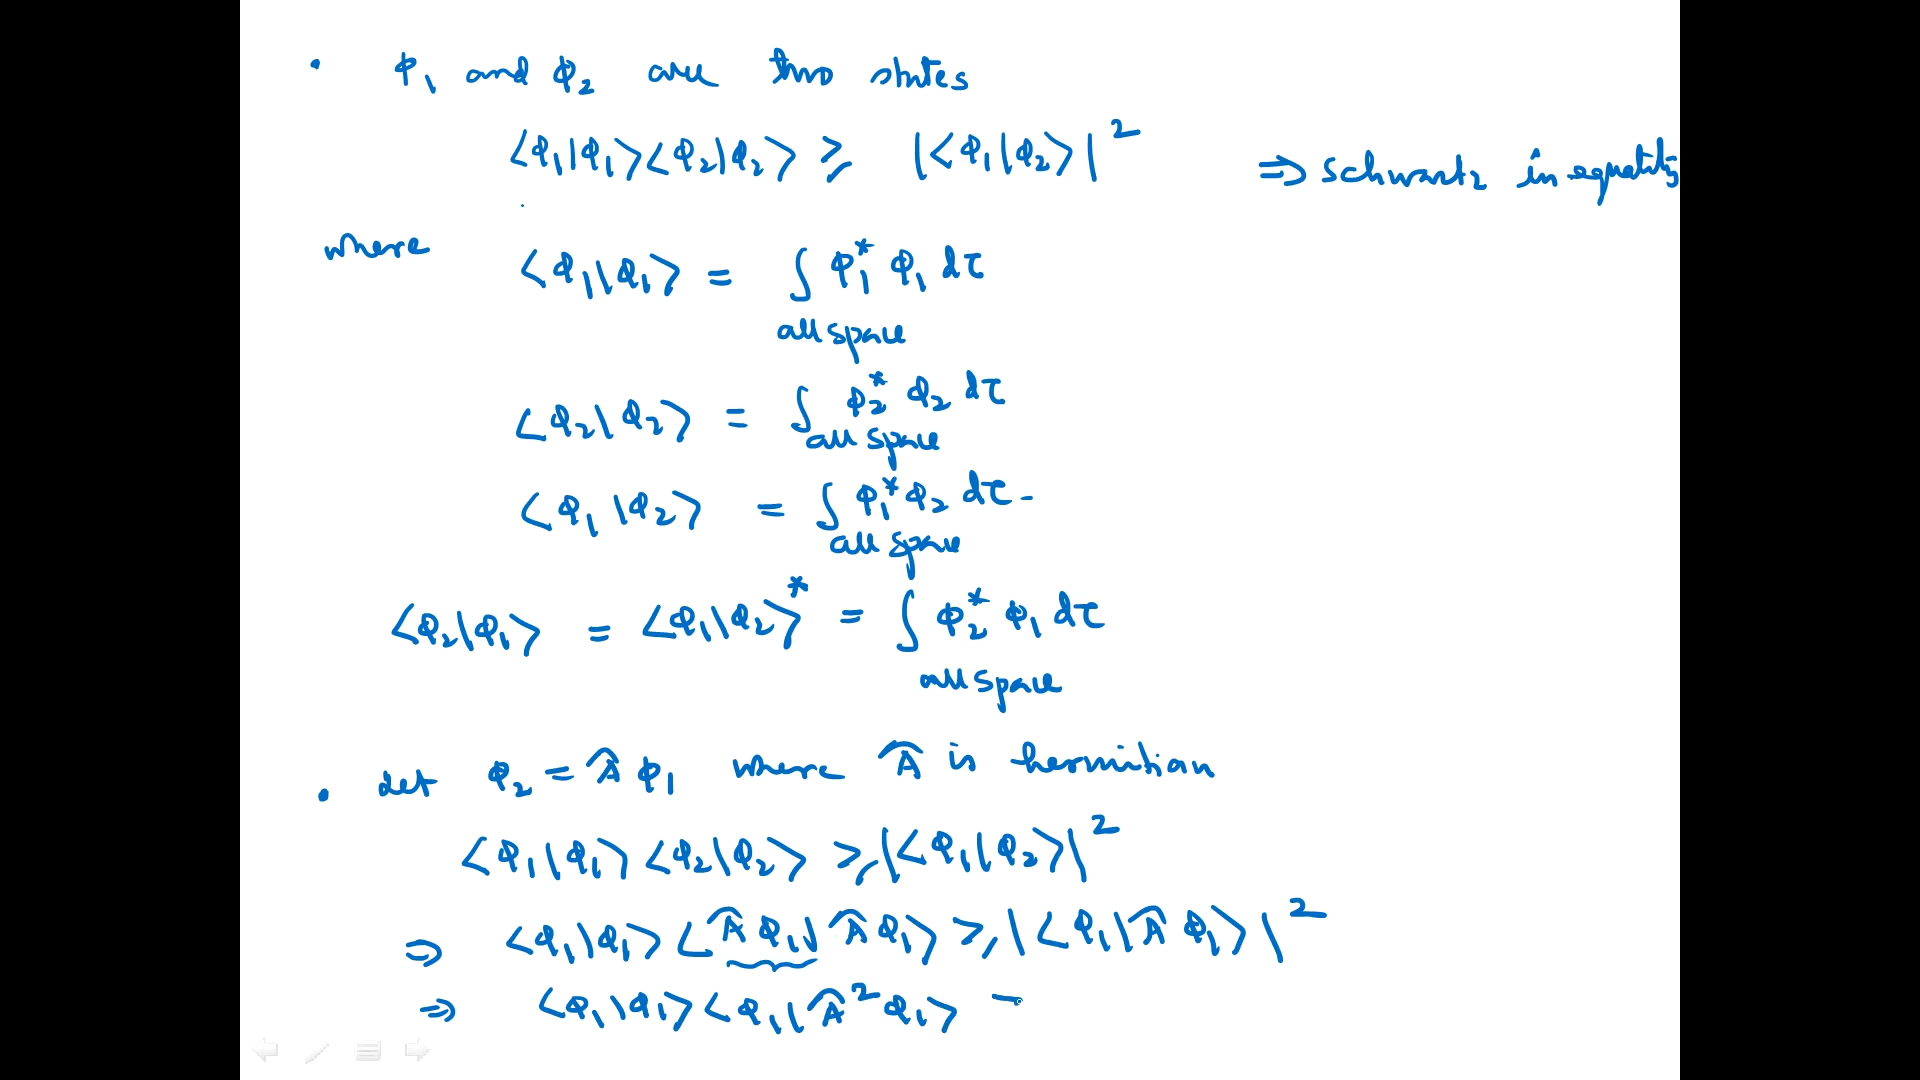 • ϕ₁ and ϕ₂ are two states
⟨ϕ₁|ϕ₁⟩⟨ϕ₂|ϕ₂⟩ ⩾ |⟨ϕ₁|ϕ₂⟩|² ⇒ schwartz inequality
where ⟨ϕ₁|ϕ₁⟩ = ∫ ϕ₁* ϕ₁ dτ
all space
⟨ϕ₂|ϕ₂⟩ = ∫ ϕ₂* ϕ₂ dτ
all space
⟨ϕ₁|ϕ₂⟩ = ∫ ϕ₁* ϕ₂ dτ -
all space
⟨ϕ₂|ϕ₁⟩ = ⟨ϕ₁|ϕ₂⟩* = ∫ ϕ₂* ϕ₁ dτ
all space
• Let ϕ₂ = Â ϕ₁ where Â is hermitian
⟨ϕ₁|ϕ₁⟩⟨ϕ₂|ϕ₂⟩ ⩾ |⟨ϕ₁|ϕ₂⟩|²
⇒ ⟨ϕ₁|ϕ₁⟩⟨Âϕ₁|Âϕ₁⟩ ⩾ |⟨ϕ₁|Âϕ₁⟩|²
⇒ ⟨ϕ₁|ϕ₁⟩⟨ϕ₁|Â²ϕ₁⟩